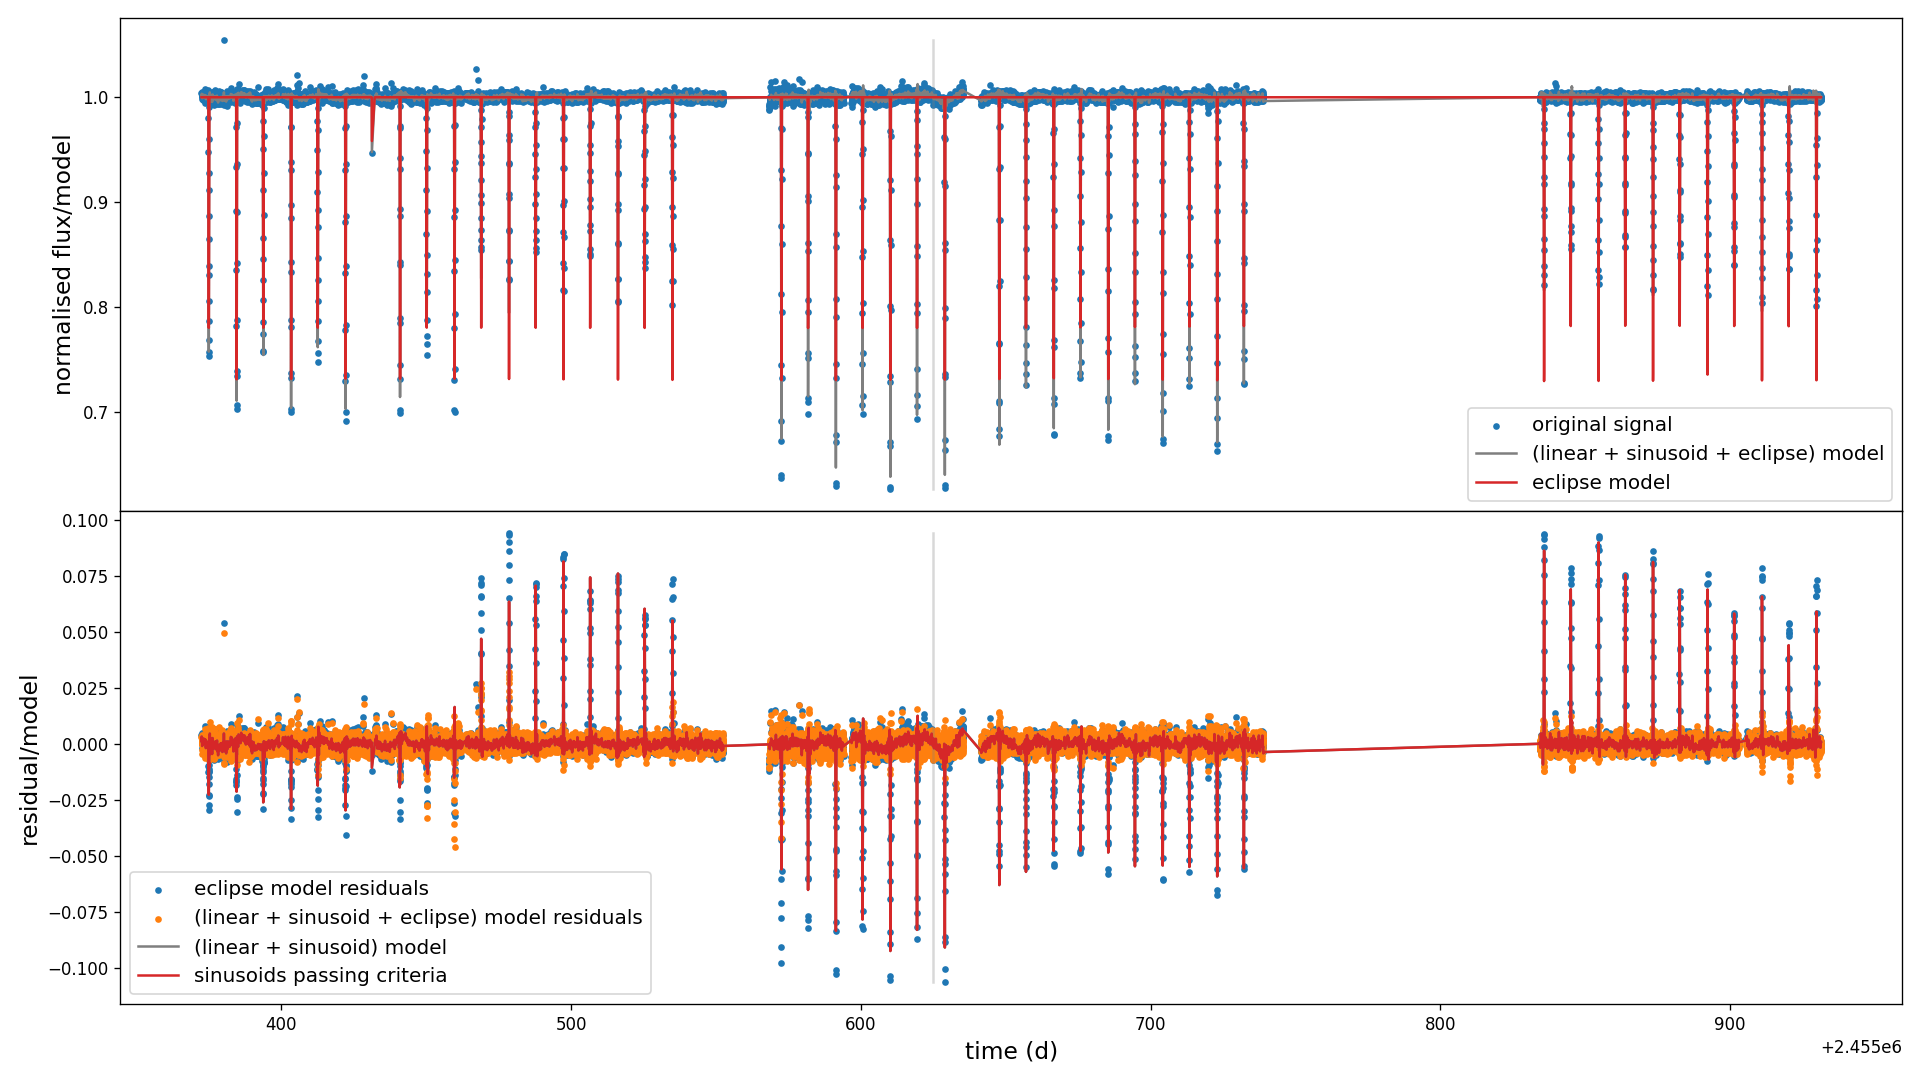 normalised flux/model
1.0
0.9
0.8
0.7
original signal
(linear + sinusoid + eclipse) model
eclipse model
residual/model
0.100
0.075
0.050
0.025
0.000
−0.025
−0.050
−0.075
−0.100
eclipse model residuals
(linear + sinusoid + eclipse) model residuals
(linear + sinusoid) model
sinusoids passing criteria
400 500 600 700 800 900
time (d)
+2.455e6